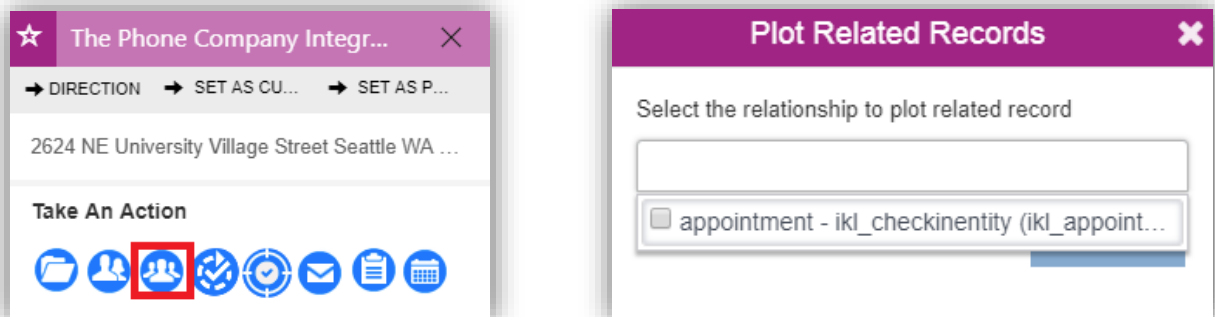 The Phone Company Integr...
DIRECTION SET AS CU... SET AS P...
2624 NE University Village Street Seattle WA ...
Take An Action
Plot Related Records
Select the relationship to plot related record
appointment - ikl_checkinentity (ikl_appoint...